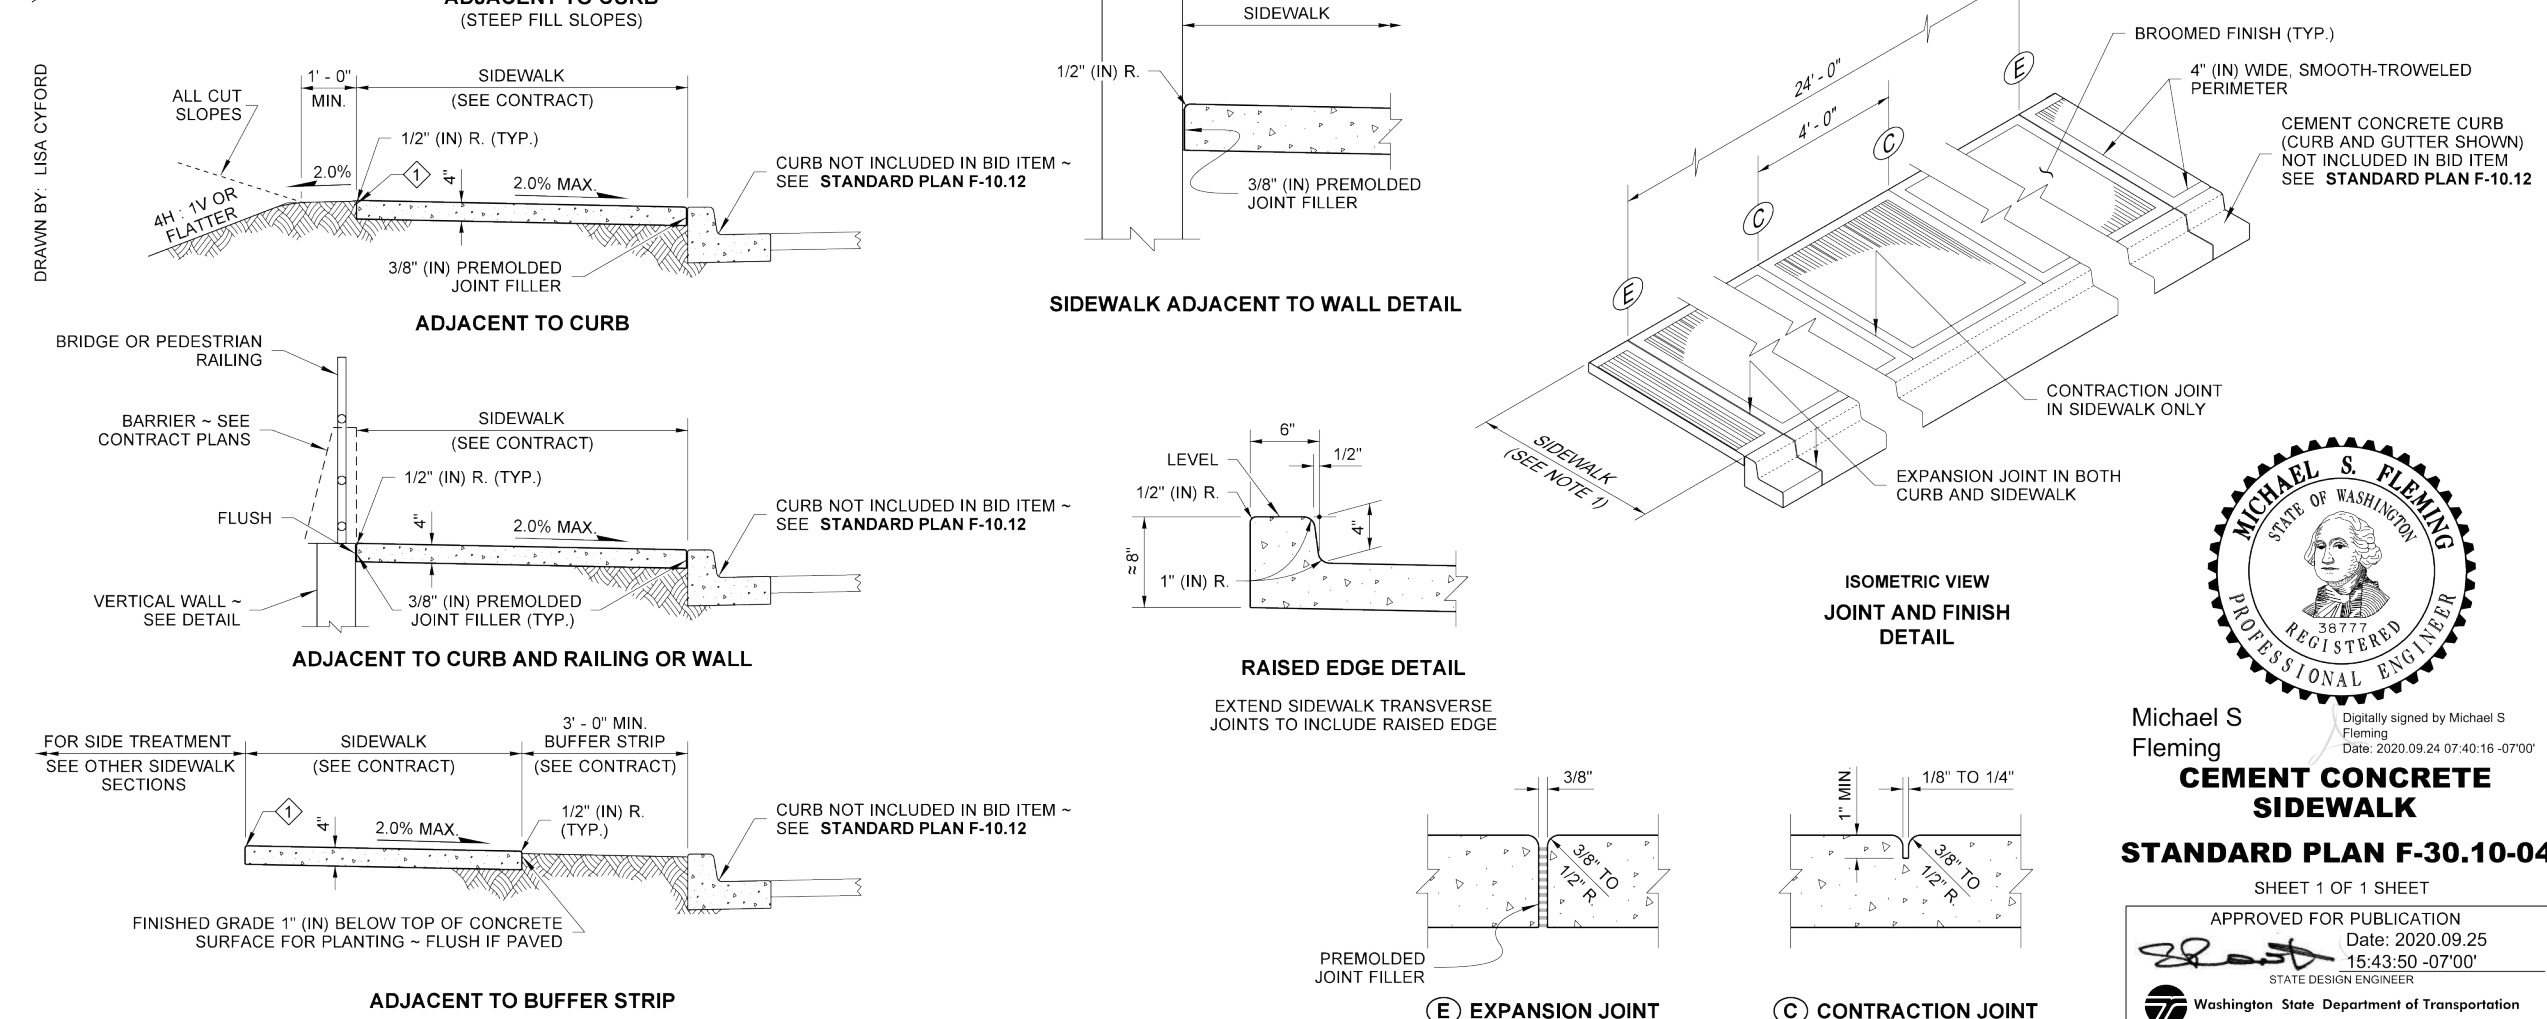 ADJACENT TO CURB
(STEEP FILL SLOPES)
DRAWN BY: LISA CYFORD
ALL CUT
SLOPES
1' - 0"
MIN.
SIDEWALK
(SEE CONTRACT)
1/2" (IN) R. (TYP.)
2.0%
1
4"
2.0% MAX.
4H : 1V OR
FLATTER
CURB NOT INCLUDED IN BID ITEM ~
SEE STANDARD PLAN F-10.12
3/8" (IN) PREMOLDED
JOINT FILLER
ADJACENT TO CURB
BRIDGE OR PEDESTRIAN
RAILING
BARRIER ~ SEE
CONTRACT PLANS
SIDEWALK
(SEE CONTRACT)
1/2" (IN) R. (TYP.)
FLUSH
4"
2.0% MAX.
CURB NOT INCLUDED IN BID ITEM ~
SEE STANDARD PLAN F-10.12
VERTICAL WALL ~
SEE DETAIL
3/8" (IN) PREMOLDED
JOINT FILLER (TYP.)
ADJACENT TO CURB AND RAILING OR WALL
FOR SIDE TREATMENT
SEE OTHER SIDEWALK
SECTIONS
SIDEWALK
(SEE CONTRACT)
3' - 0" MIN.
BUFFER STRIP
(SEE CONTRACT)
1
4"
2.0% MAX.
1/2" (IN) R.
(TYP.)
CURB NOT INCLUDED IN BID ITEM ~
SEE STANDARD PLAN F-10.12
FINISHED GRADE 1" (IN) BELOW TOP OF CONCRETE
SURFACE FOR PLANTING ~ FLUSH IF PAVED
ADJACENT TO BUFFER STRIP
SIDEWALK
1/2" (IN) R.
3/8" (IN) PREMOLDED
JOINT FILLER
SIDEWALK ADJACENT TO WALL DETAIL
6"
LEVEL
1/2"
1/2" (IN) R.
4"
≈ 8"
1" (IN) R.
RAISED EDGE DETAIL
EXTEND SIDEWALK TRANSVERSE
JOINTS TO INCLUDE RAISED EDGE
24' - 0"
4' - 0"
E
C
C
E
BROOMED FINISH (TYP.)
4" (IN) WIDE, SMOOTH-TROWELED
PERIMETER
CEMENT CONCRETE CURB
(CURB AND GUTTER SHOWN)
NOT INCLUDED IN BID ITEM
SEE STANDARD PLAN F-10.12
CONTRACTION JOINT
IN SIDEWALK ONLY
SIDEWALK
(SEE NOTE 1)
EXPANSION JOINT IN BOTH
CURB AND SIDEWALK
ISOMETRIC VIEW
JOINT AND FINISH
DETAIL
3/8"
3/8" TO
1/2" R.
PREMOLDED
JOINT FILLER
E EXPANSION JOINT
1" MIN.
1/8" TO 1/4"
3/8" TO
1/2" R.
C CONTRACTION JOINT
MICHAEL S. FLEMING
STATE OF WASHINGTON
38777
REGISTERED
PROFESSIONAL ENGINEER
Michael S
Fleming
Digitally signed by Michael S
Fleming
Date: 2020.09.24 07:40:16 -07'00'
CEMENT CONCRETE
SIDEWALK
STANDARD PLAN F-30.10-04
SHEET 1 OF 1 SHEET
APPROVED FOR PUBLICATION
Date: 2020.09.25
15:43:50 -07'00'
STATE DESIGN ENGINEER
Washington State Department of Transportation